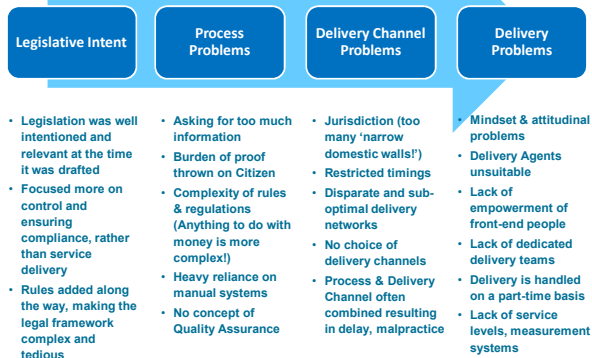 Legislative Intent
Process
Problems
Delivery Channel
Problems
Delivery
Problems
• Legislation was well
intentioned and
relevant at the time
it was drafted
• Focused more on
control and
ensuring
compliance, rather
than service
delivery
• Rules added along
the way, making the
legal framework
complex and
tedious
• Asking for too much
information
• Burden of proof
thrown on Citizen
• Complexity of rules
& regulations
(Anything to do with
money is more
complex!)
• Heavy reliance on
manual systems
• No concept of
Quality Assurance
• Jurisdiction (too
many ‘narrow
domestic walls!’)
• Restricted timings
• Disparate and sub-
optimal delivery
networks
• No choice of
delivery channels
• Process & Delivery
Channel often
combined resulting
in delay, malpractice
• Mindset & attitudinal
problems
• Delivery Agents
unsuitable
• Lack of
empowerment of
front-end people
• Lack of dedicated
delivery teams
• Delivery is handled
on a part-time basis
• Lack of service
levels, measurement
systems